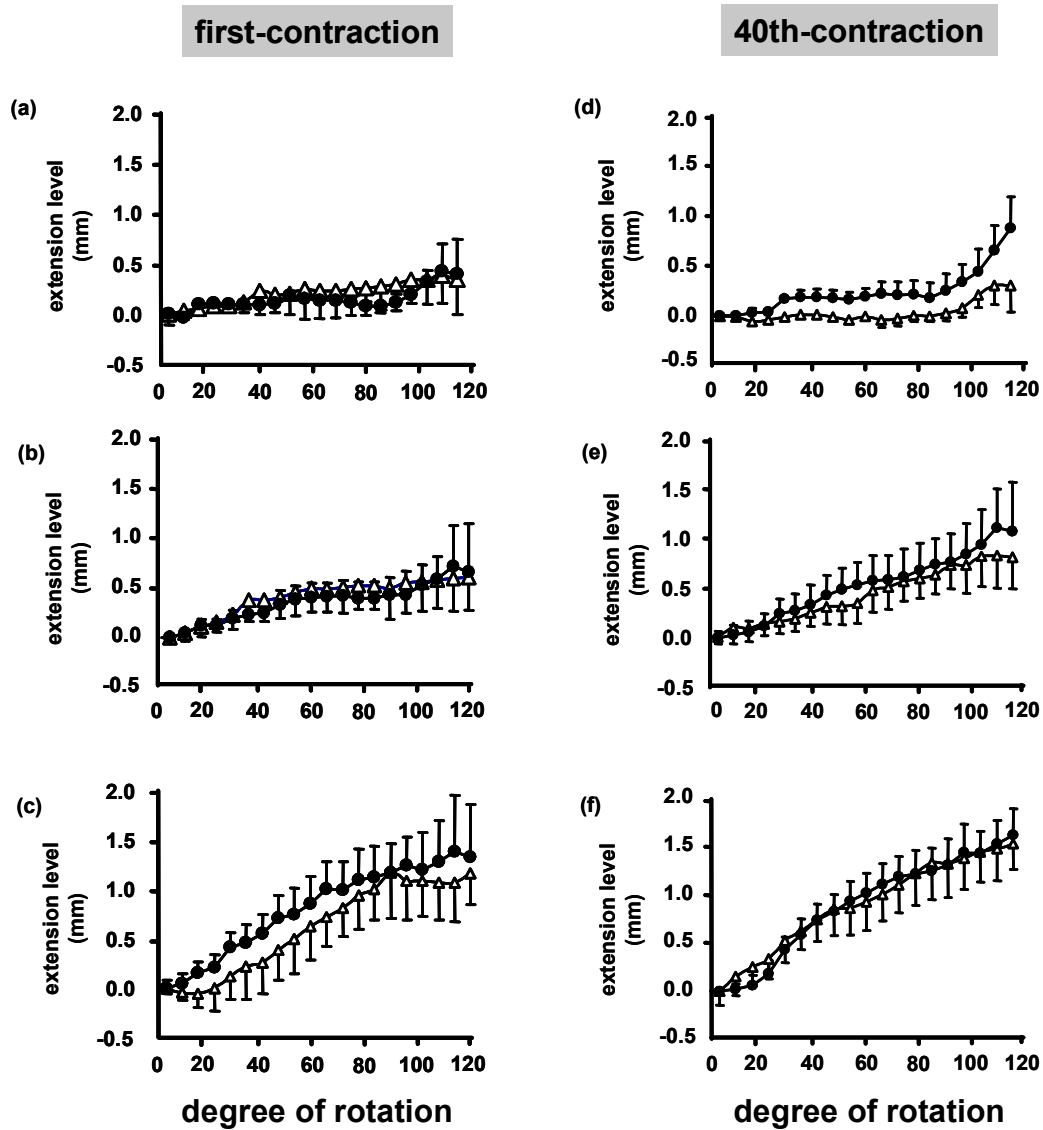 first-contraction
40th-contraction
(a)
extension level
(mm)
2.0
1.5
1.0
0.5
0.0
-0.5
0 20 40 60 80 100 120
(d)
extension level
(mm)
2.0
1.5
1.0
0.5
0.0
-0.5
0 20 40 60 80 100 120
(b)
extension level
(mm)
2.0
1.5
1.0
0.5
0.0
-0.5
0 20 40 60 80 100 120
(e)
extension level
(mm)
2.0
1.5
1.0
0.5
0.0
-0.5
0 20 40 60 80 100 120
(c)
extension level
(mm)
2.0
1.5
1.0
0.5
0.0
-0.5
0 20 40 60 80 100 120
degree of rotation
(f)
extension level
(mm)
2.0
1.5
1.0
0.5
0.0
-0.5
0 20 40 60 80 100 120
degree of rotation